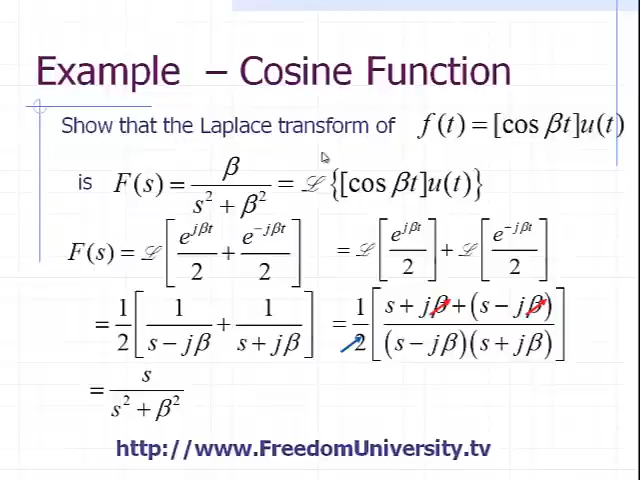 Example – Cosine Function
Show that the Laplace transform of f(t) = [cos βt]u(t)
is F(s) = β / (s² + β²) = ℒ{[cos βt]u(t)}
F(s) = ℒ[e^{jβt}/2 + e^{-jβt}/2] = ℒ[e^{jβt}/2] + ℒ[e^{-jβt}/2]
= 1/2 [1/(s − jβ) + 1/(s + jβ)] = 1/2 [(s + jβ + (s − jβ)) / ((s − jβ)(s + jβ))]
= s / (s² + β²)
http://www.FreedomUniversity.tv